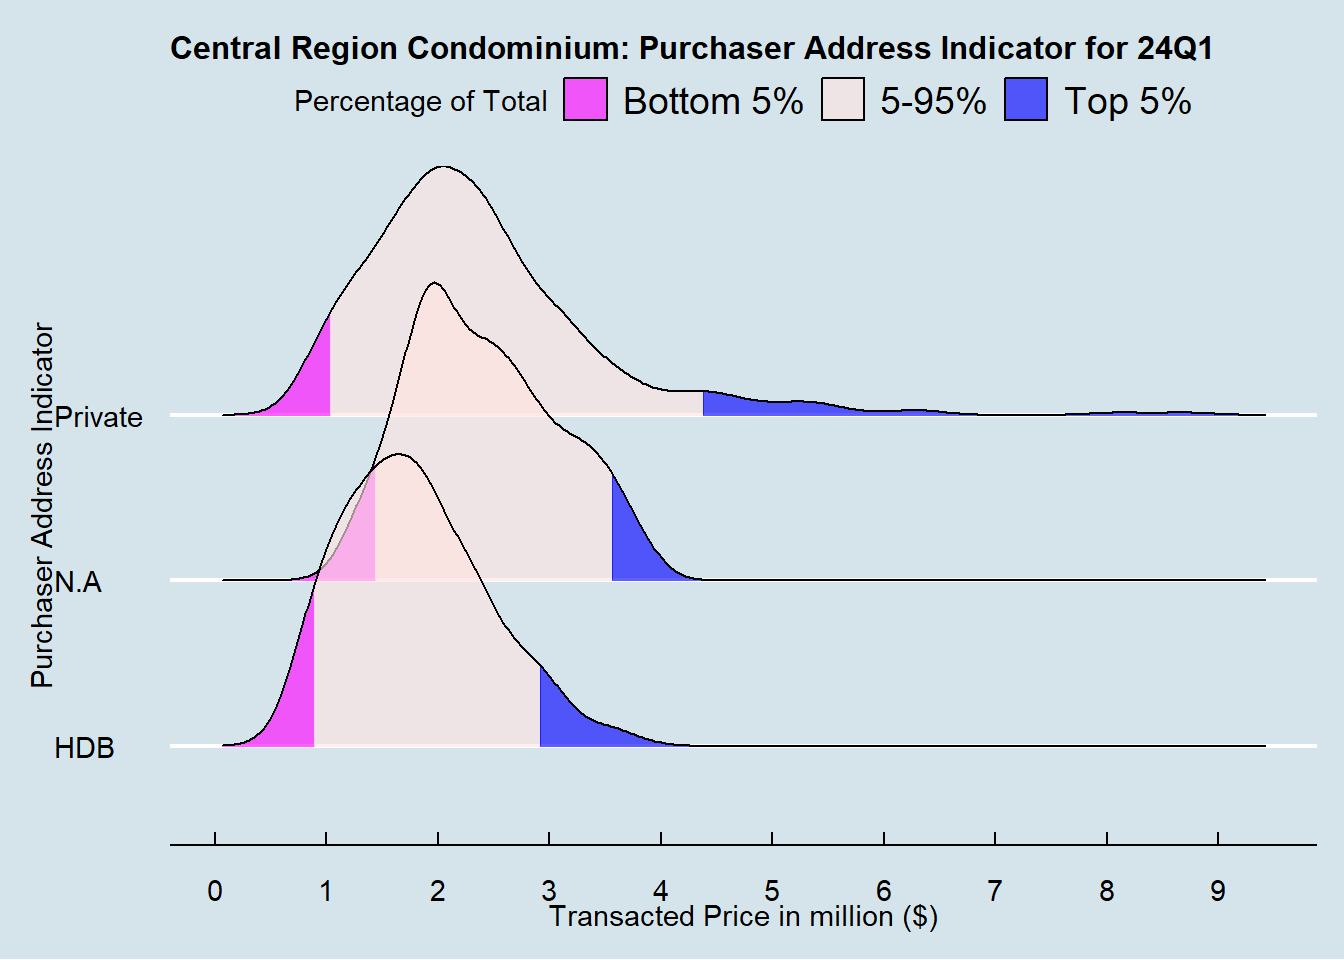 Central Region Condominium: Purchaser Address Indicator for 24Q1
Percentage of Total Bottom 5% 5-95% Top 5%
Purchaser Address Indicator
Private
N.A
HDB
0 1 2 3 4 5 6 7 8 9
Transacted Price in million ($)